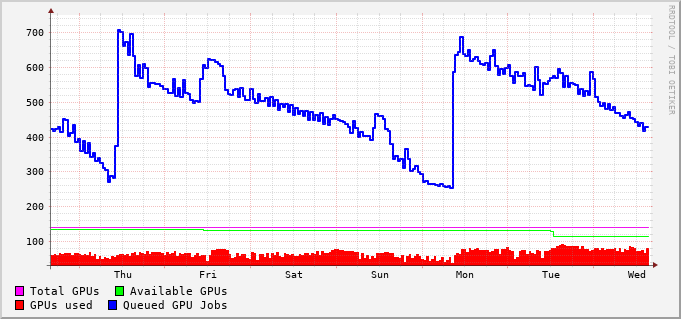 RRDTOOL / TOBI OETIKER
700
600
500
400
300
200
100
Thu Fri Sat Sun Mon Tue Wed
Total GPUs Available GPUs
GPUs used Queued GPU Jobs